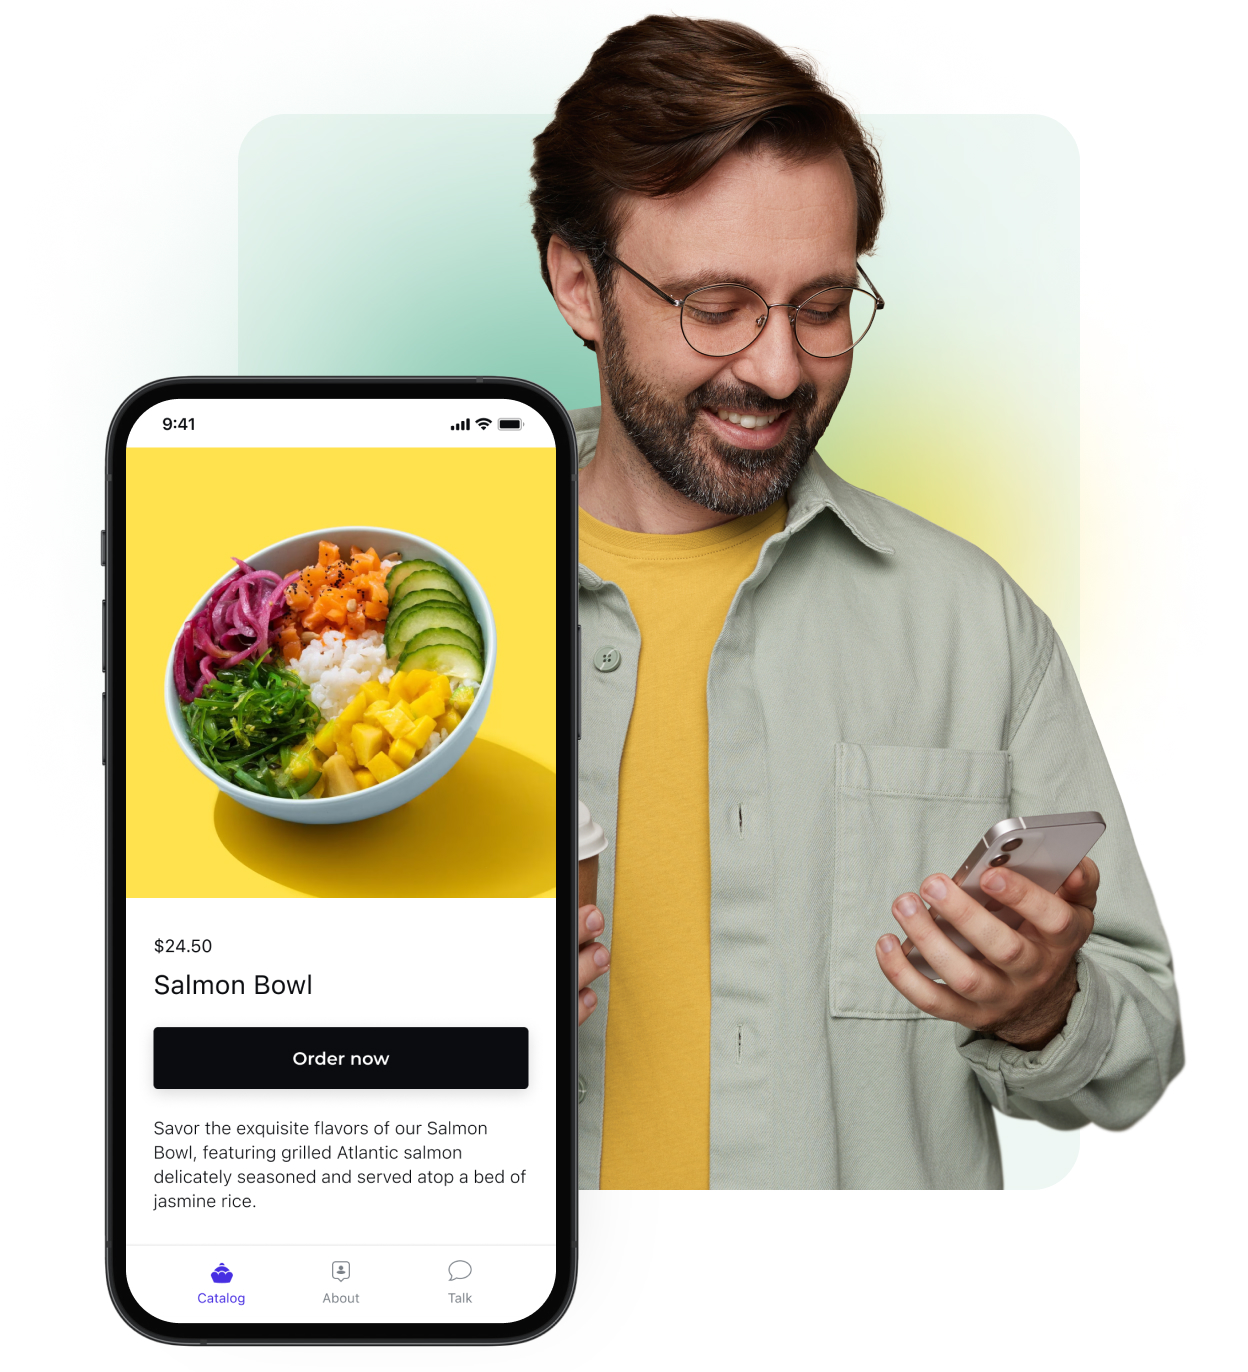 9:41
$24.50
Salmon Bowl
Order now
Savor the exquisite flavors of our Salmon
Bowl, featuring grilled Atlantic salmon
delicately seasoned and served atop a bed of
jasmine rice.
Catalog
About
Talk